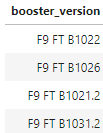 booster_version
F9 FT B1022
F9 FT B1026
F9 FT B1021.2
F9 FT B1031.2